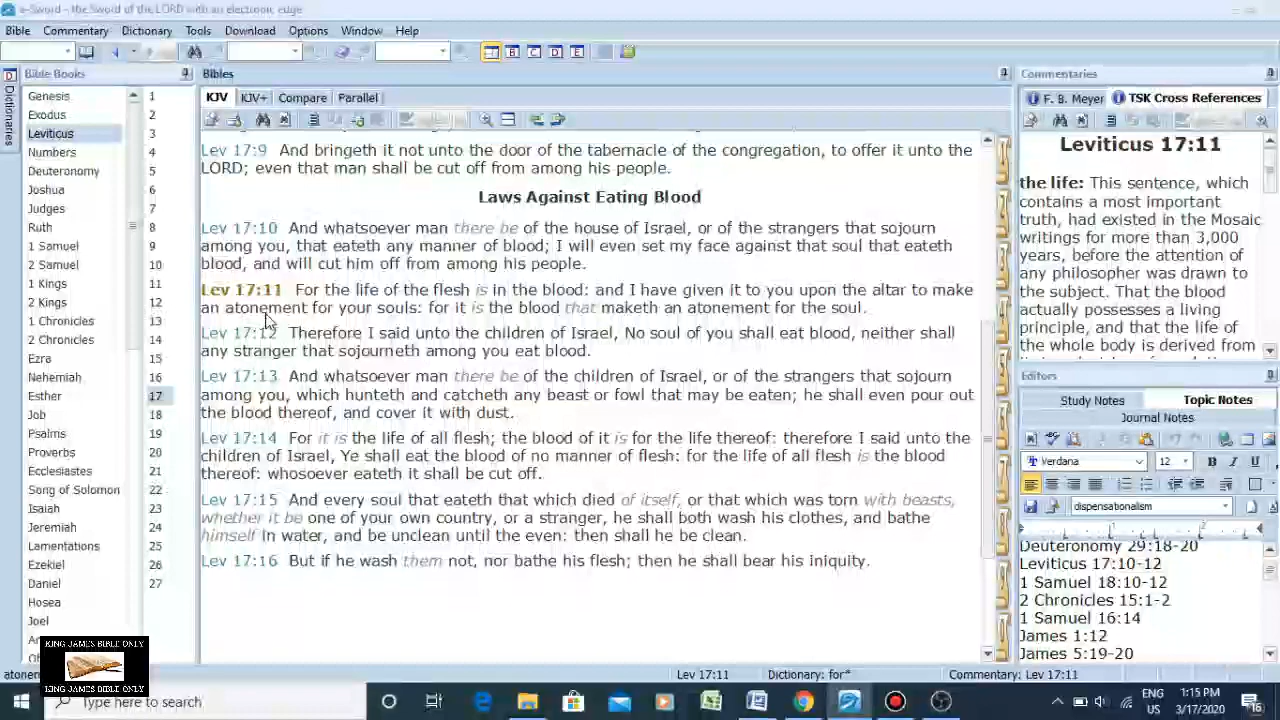 e-Sword - the Sword of the LORD with an electronic edge
Bible Commentary Dictionary Tools Download Options Window Help
B C D E
D Dictionaries
Bible Books
Genesis 1
Exodus 2
Leviticus 3
Numbers 4
Deuteronomy 5
Joshua 6
Judges 7
Ruth 8
1 Samuel 9
2 Samuel 10
1 Kings 11
2 Kings 12
1 Chronicles 13
2 Chronicles 14
Ezra 15
Nehemiah 16
Esther 17
Job 18
Psalms 19
Proverbs 20
Ecclesiastes 21
Song of Solomon 22
Isaiah 23
Jeremiah 24
Lamentations 25
Ezekiel 26
Daniel 27
Hosea
Joel
Bibles
KJV KJV+ Compare Parallel
Lev 17:9 And bringeth it not unto the door of the tabernacle of the congregation, to offer it unto the
LORD; even that man shall be cut off from among his people.
Laws Against Eating Blood
Lev 17:10 And whatsoever man there be of the house of Israel, or of the strangers that sojourn
among you, that eateth any manner of blood; I will even set my face against that soul that eateth
blood, and will cut him off from among his people.
Lev 17:11 For the life of the flesh is in the blood: and I have given it to you upon the altar to make
an atonement for your souls: for it is the blood that maketh an atonement for the soul.
Lev 17:12 Therefore I said unto the children of Israel, No soul of you shall eat blood, neither shall
any stranger that sojourneth among you eat blood.
Lev 17:13 And whatsoever man there be of the children of Israel, or of the strangers that sojourn
among you, which hunteth and catcheth any beast or fowl that may be eaten; he shall even pour out
the blood thereof, and cover it with dust.
Lev 17:14 For it is the life of all flesh; the blood of it is for the life thereof: therefore I said unto the
children of Israel, Ye shall eat the blood of no manner of flesh: for the life of all flesh is the blood
thereof: whosoever eateth it shall be cut off.
Lev 17:15 And every soul that eateth that which died of itself, or that which was torn with beasts,
whether it be one of your own country, or a stranger, he shall both wash his clothes, and bathe
himself in water, and be unclean until the even: then shall he be clean.
Lev 17:16 But if he wash them not, nor bathe his flesh; then he shall bear his iniquity.
Commentaries
F. B. Meyer TSK Cross References
Leviticus 17:11
the life: This sentence, which
contains a most important
truth, had existed in the Mosaic
writings for more than 3,000
years, before the attention of
any philosopher was drawn to
the subject. That the blood
actually possesses a living
principle, and that the life of
the whole body is derived from
Editors
Study Notes Topic Notes
Journal Notes
Verdana 12 B I U
dispensationalism
1 2
Deuteronomy 29:18-20
Leviticus 17:10-12
1 Samuel 18:10-12
2 Chronicles 15:1-2
1 Samuel 16:14
James 1:12
James 5:19-20
KING JAMES BIBLE ONLY
KING JAMES BIBLE ONLY
Lev 17:11 Dictionary: for* Commentary: Lev 17:11
Type here to search
ENG
US
1:15 PM
3/17/2020
16